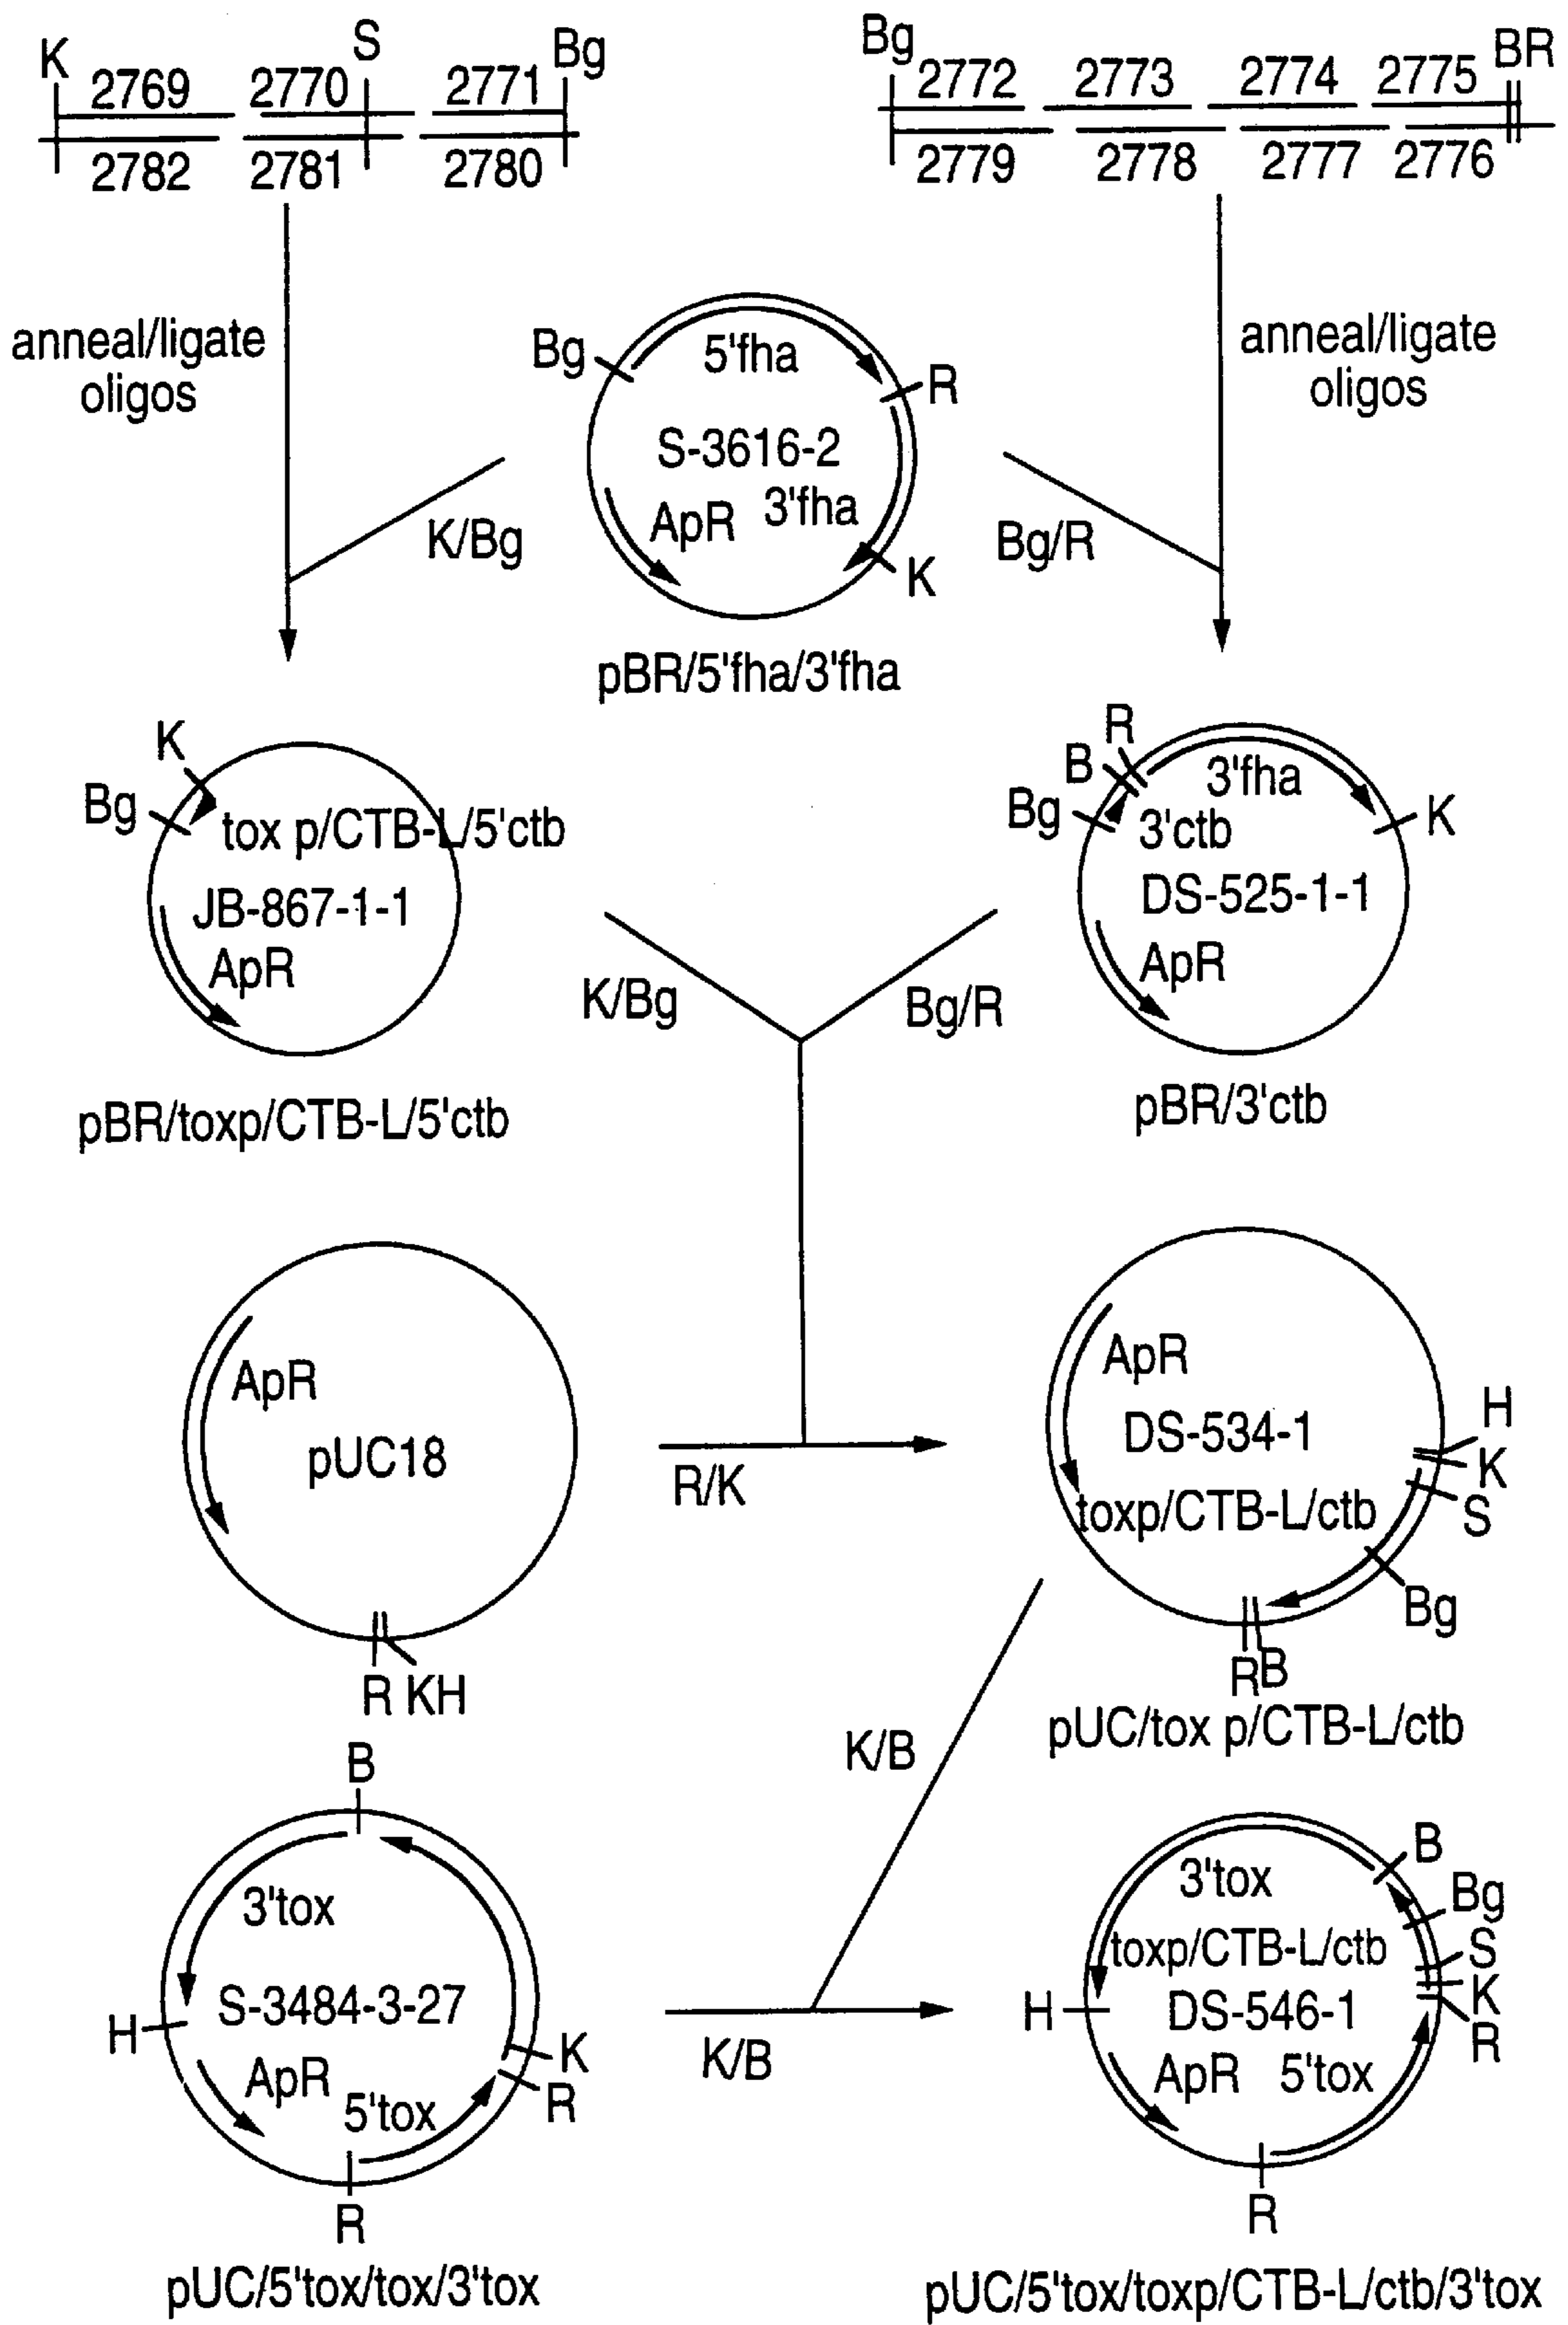 K
S
Bg
2769
2770
2771
2782
2781
2780
Bg
BR
2772
2773
2774
2775
2779
2778
2777
2776
anneal/ligate
oligos
anneal/ligate
oligos
Bg
5'fha
R
S-3616-2
ApR
3'fha
K
K/Bg
Bg/R
pBR/5'fha/3'fha
K
Bg
tox p/CTB-L/5'ctb
JB-867-1-1
ApR
pBR/toxp/CTB-L/5'ctb
R
B
Bg
3'fha
3'ctb
K
DS-525-1-1
ApR
pBR/3'ctb
K/Bg
Bg/R
ApR
pUC18
R KH
R/K
ApR
DS-534-1
toxp/CTB-L/ctb
H
K
S
Bg
RB
pUC/tox p/CTB-L/ctb
K/B
B
3'tox
S-3484-3-27
H
ApR
5'tox
K
R
R
pUC/5'tox/tox/3'tox
K/B
B
3'tox
Bg
toxp/CTB-L/ctb
S
K
H
DS-546-1
R
ApR
5'tox
R
pUC/5'tox/toxp/CTB-L/ctb/3'tox